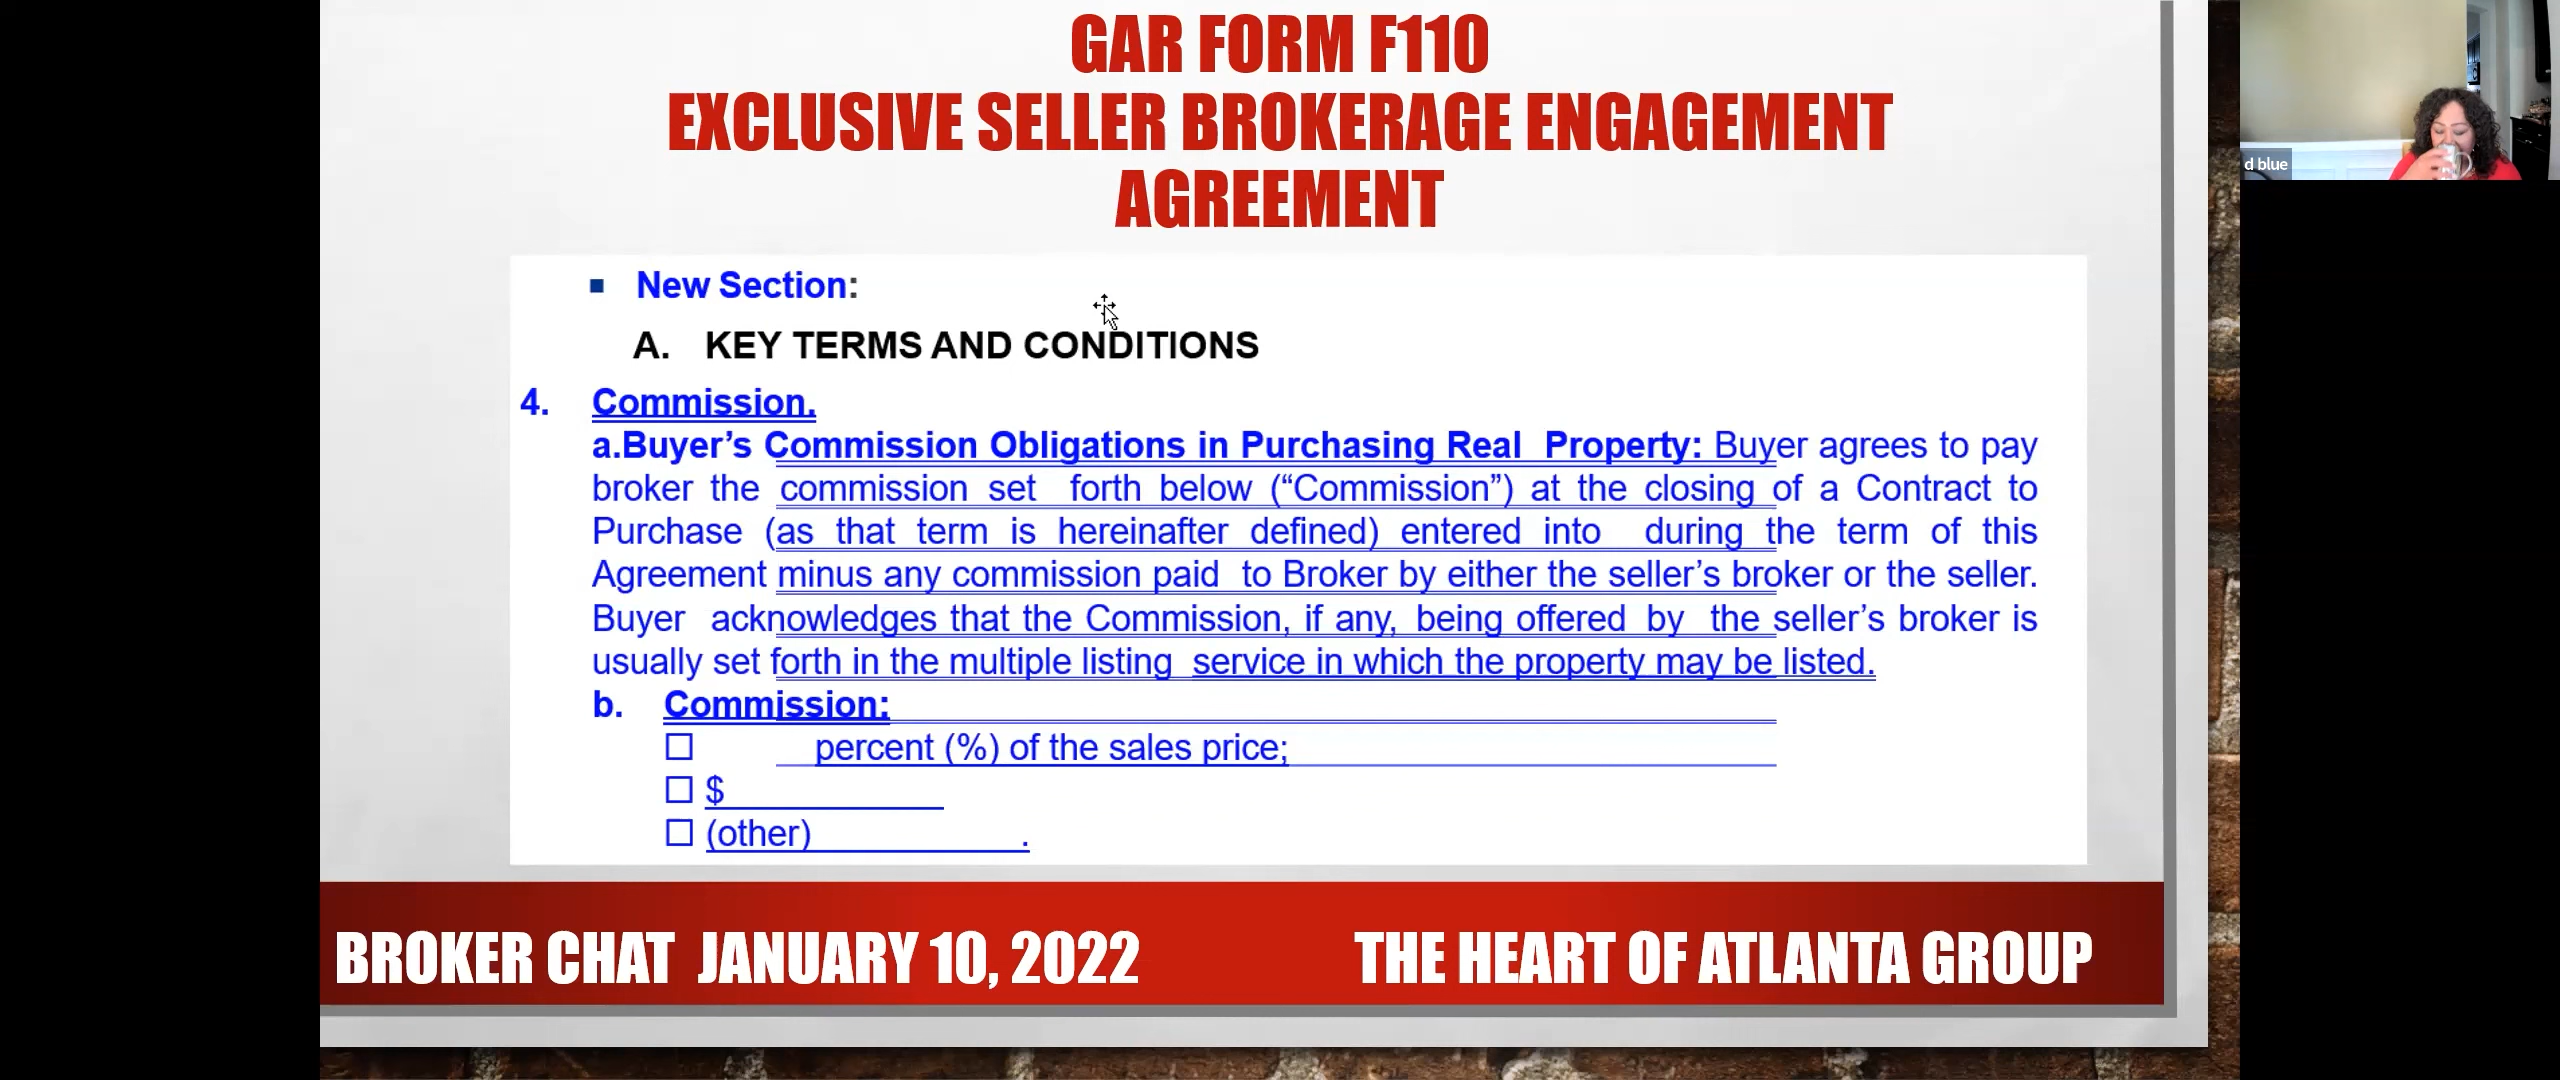 GAR FORM F110
EXCLUSIVE SELLER BROKERAGE ENGAGEMENT
AGREEMENT
d blue
▪ New Section:
A. KEY TERMS AND CONDITIONS
4. Commission.
a.Buyer’s Commission Obligations in Purchasing Real Property: Buyer agrees to pay
broker the commission set forth below (“Commission”) at the closing of a Contract to
Purchase (as that term is hereinafter defined) entered into during the term of this
Agreement minus any commission paid to Broker by either the seller’s broker or the seller.
Buyer acknowledges that the Commission, if any, being offered by the seller’s broker is
usually set forth in the multiple listing service in which the property may be listed.
b. Commission:
☐ percent (%) of the sales price;
☐ $
☐ (other) .
BROKER CHAT JANUARY 10, 2022 THE HEART OF ATLANTA GROUP